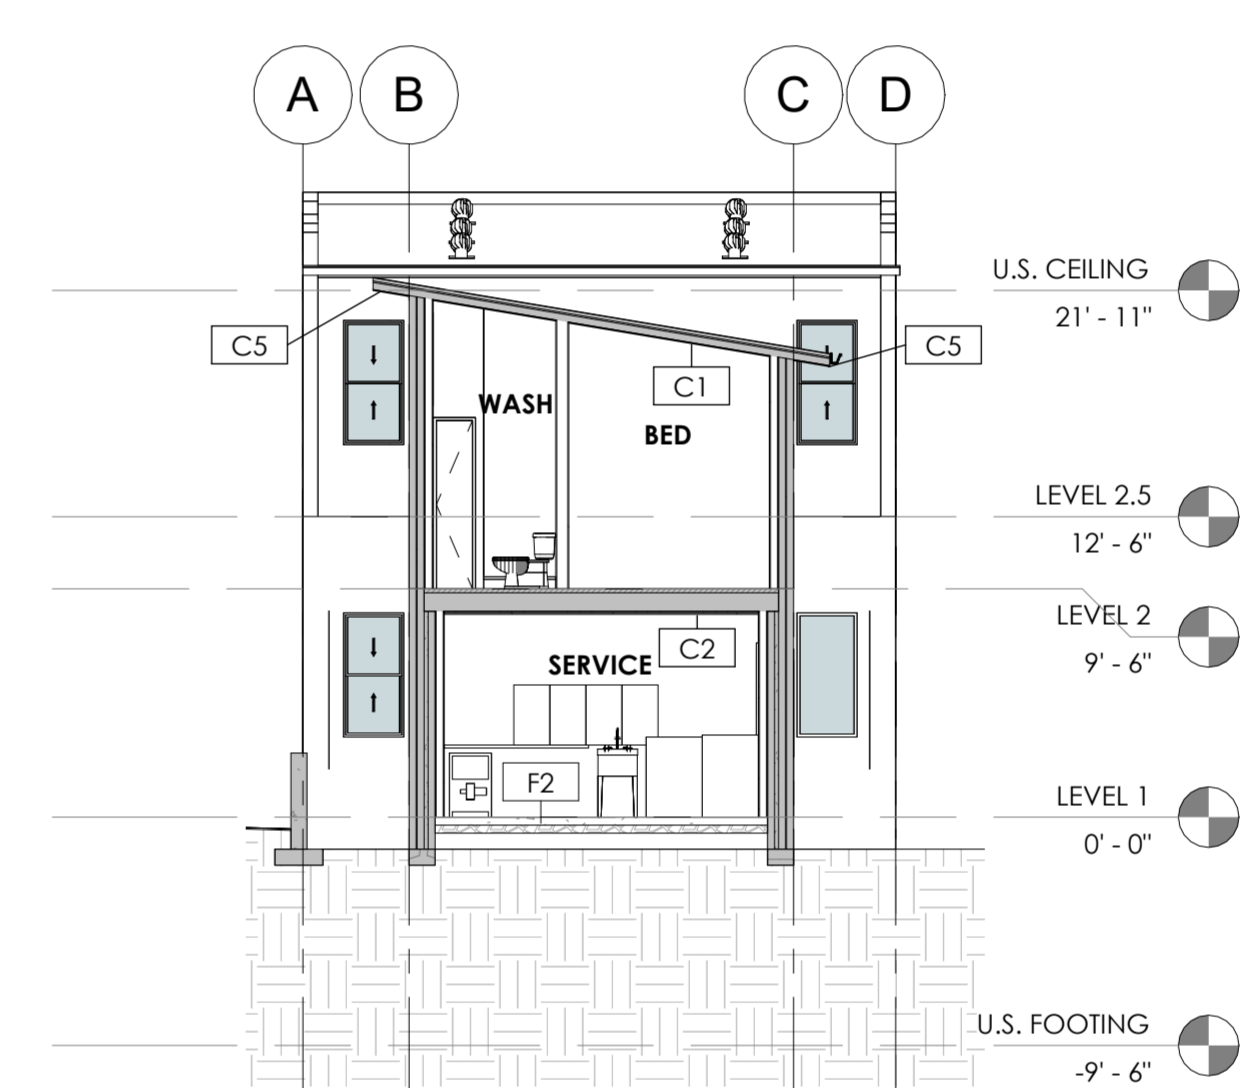 A B C D
U.S. CEILING
21' - 11"
C5
C5
C1
WASH
BED
LEVEL 2.5
12' - 6"
LEVEL 2
9' - 6"
C2
SERVICE
F2
LEVEL 1
0' - 0"
U.S. FOOTING
-9' - 6"